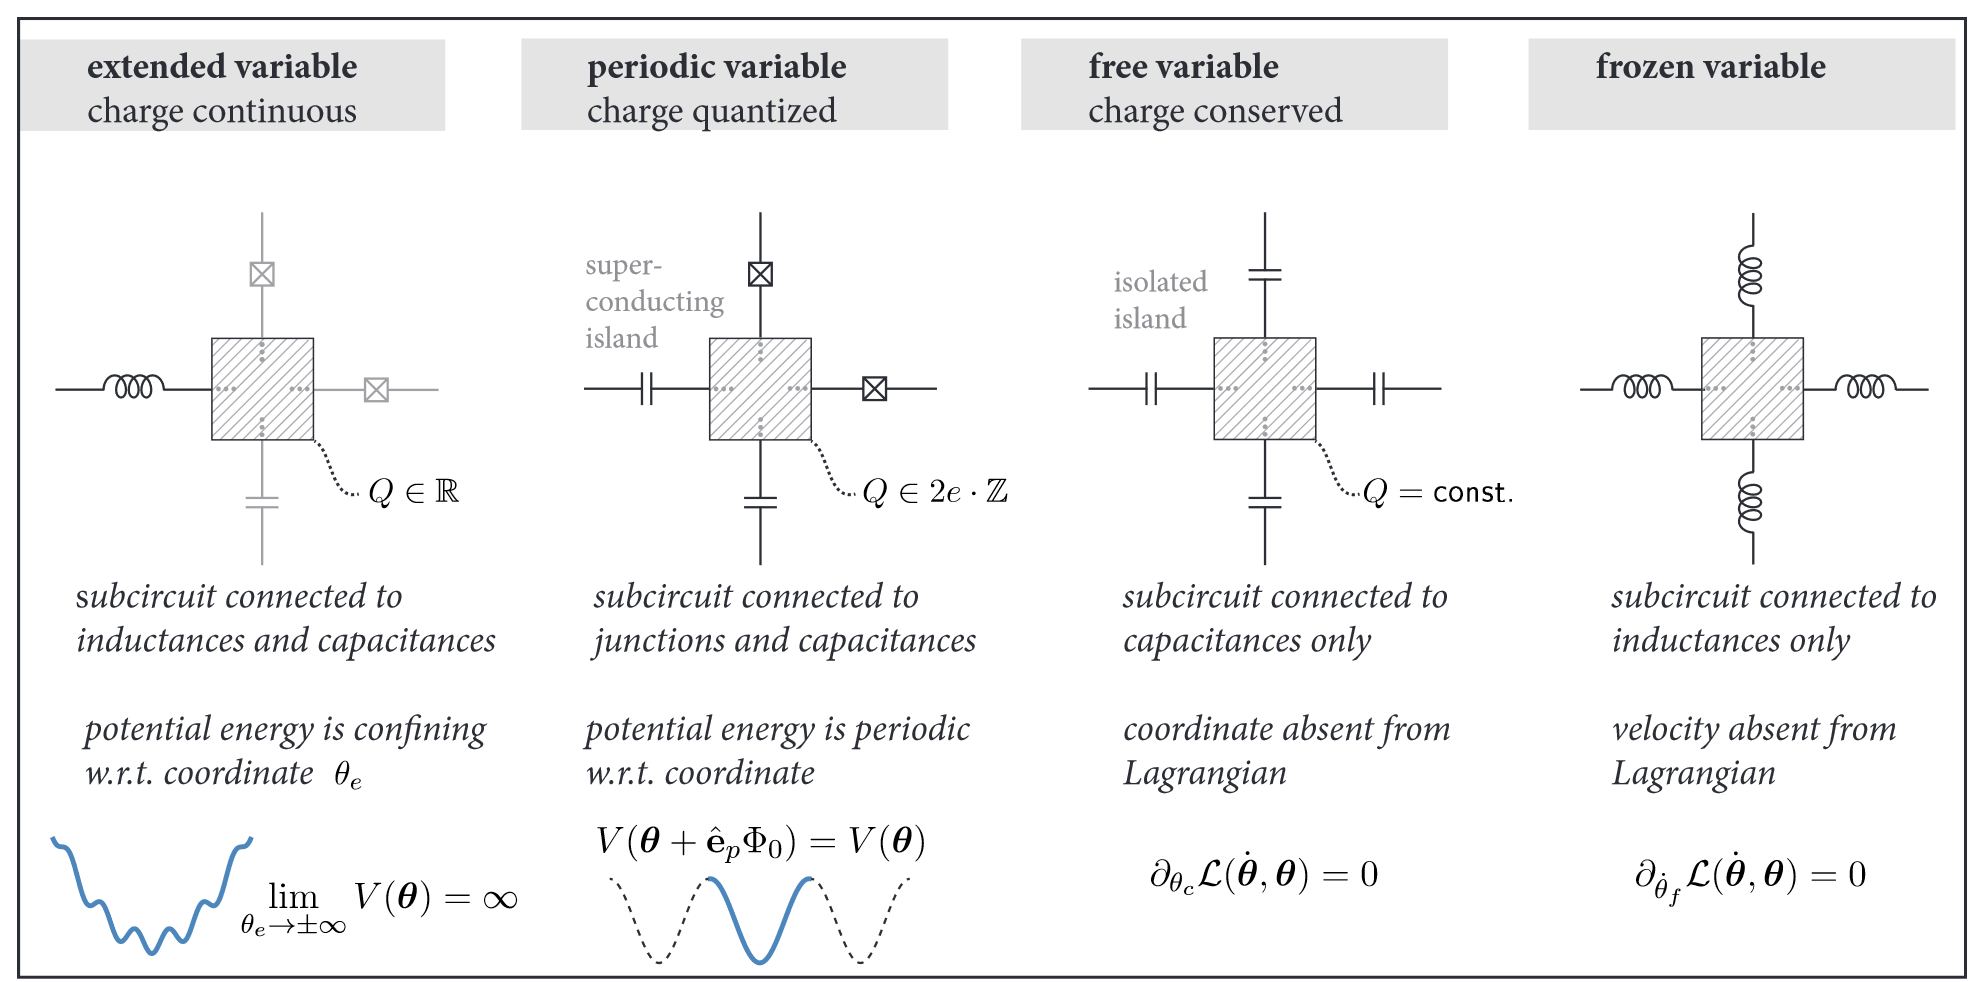 extended variable
charge continuous
periodic variable
charge quantized
free variable
charge conserved
frozen variable
super-
conducting
island
isolated
island
Q ∈ ℝ
Q ∈ 2e · ℤ
Q = const.
subcircuit connected to
inductances and capacitances
subcircuit connected to
junctions and capacitances
subcircuit connected to
capacitances only
subcircuit connected to
inductances only
potential energy is confining
w.r.t. coordinate θ_e
potential energy is periodic
w.r.t. coordinate
coordinate absent from
Lagrangian
velocity absent from
Lagrangian
lim_{θ_e→±∞} V(𝜽) = ∞
V(𝜽 + ê_pΦ₀) = V(𝜽)
∂_{θ_c}ℒ(𝜽̇, 𝜽) = 0
∂_{θ̇_f}ℒ(𝜽̇, 𝜽) = 0